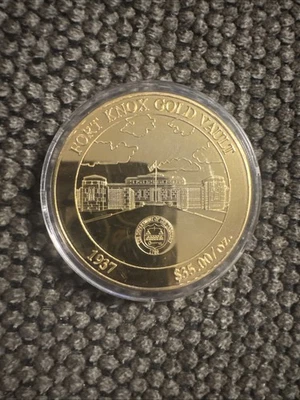 FORT KNOX GOLD VAULT
1937
$35.00/oz.